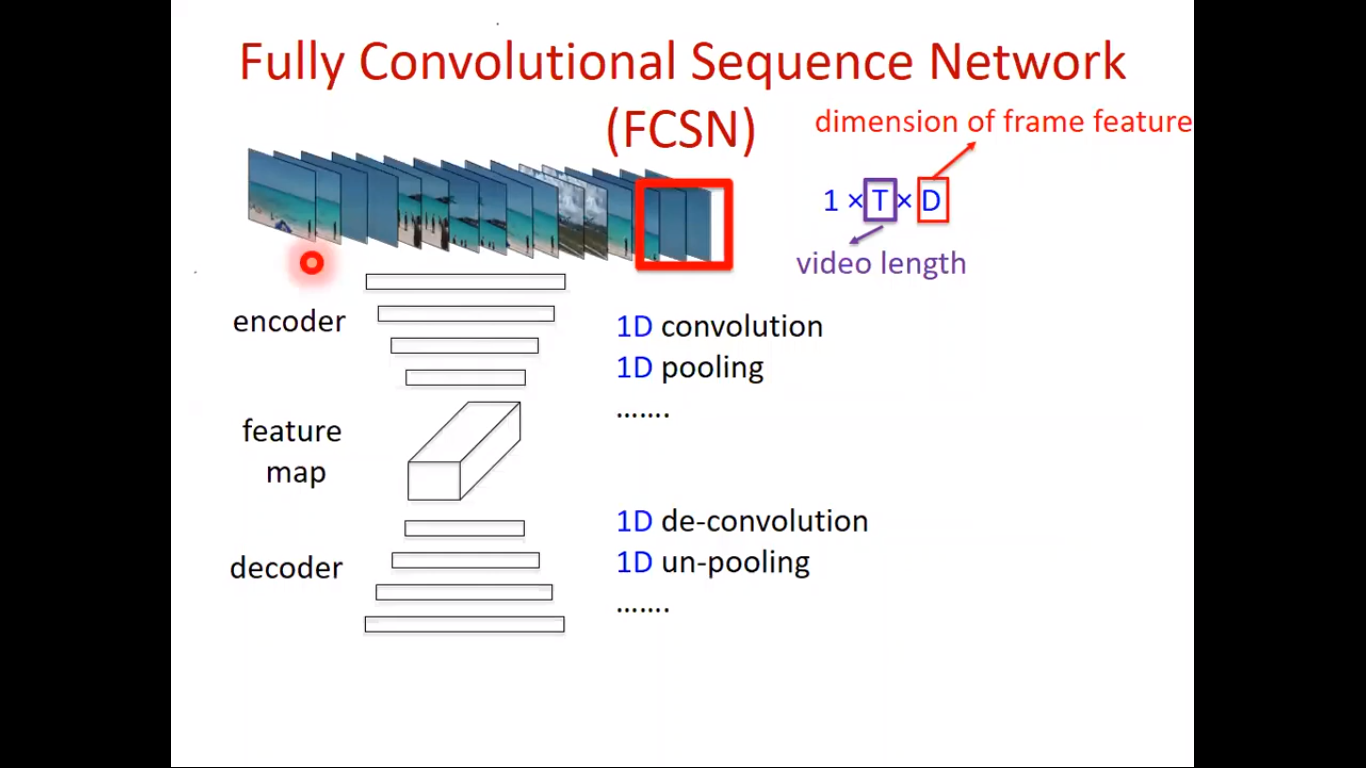 Fully Convolutional Sequence Network
(FCSN)
dimension of frame feature
1 × T × D
video length
encoder
1D convolution
1D pooling
…….
feature
map
decoder
1D de-convolution
1D un-pooling
…….